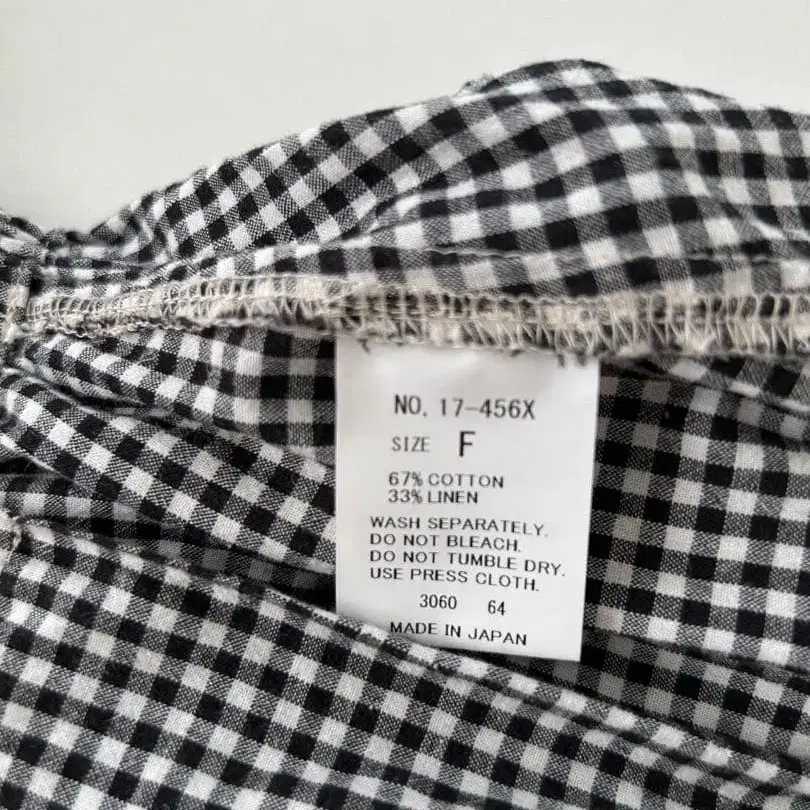 NO. 17-456X
SIZE F
67% COTTON
33% LINEN
WASH SEPARATELY.
DO NOT BLEACH.
DO NOT TUMBLE DRY.
USE PRESS CLOTH.
3060 64
MADE IN JAPAN